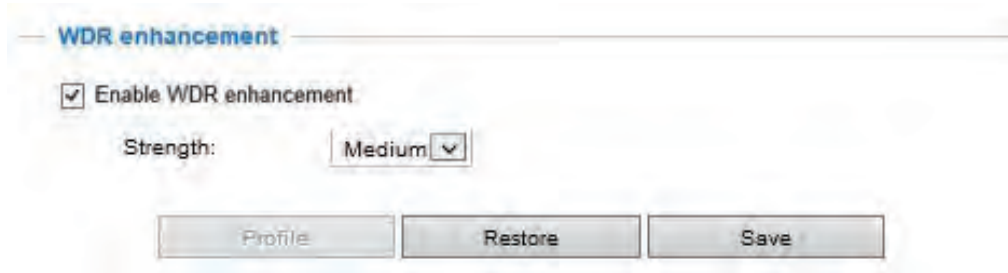 WDR enhancement
Enable WDR enhancement
Strength: Medium
Profile Restore Save